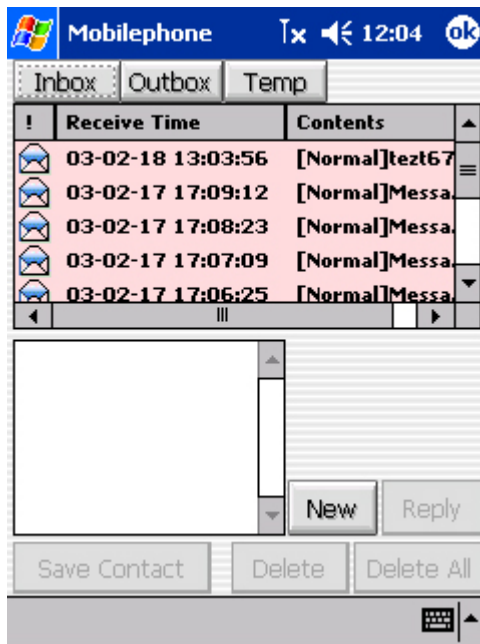 Mobilephone 12:04 ok
Inbox Outbox Temp
! Receive Time Contents
03-02-18 13:03:56 [Normal]tezt67
03-02-17 17:09:12 [Normal]Messa.
03-02-17 17:08:23 [Normal]Messa.
03-02-17 17:07:09 [Normal]Messa.
03-02-17 17:06:25 [Normal]Messa.
New Reply
Save Contact Delete Delete All